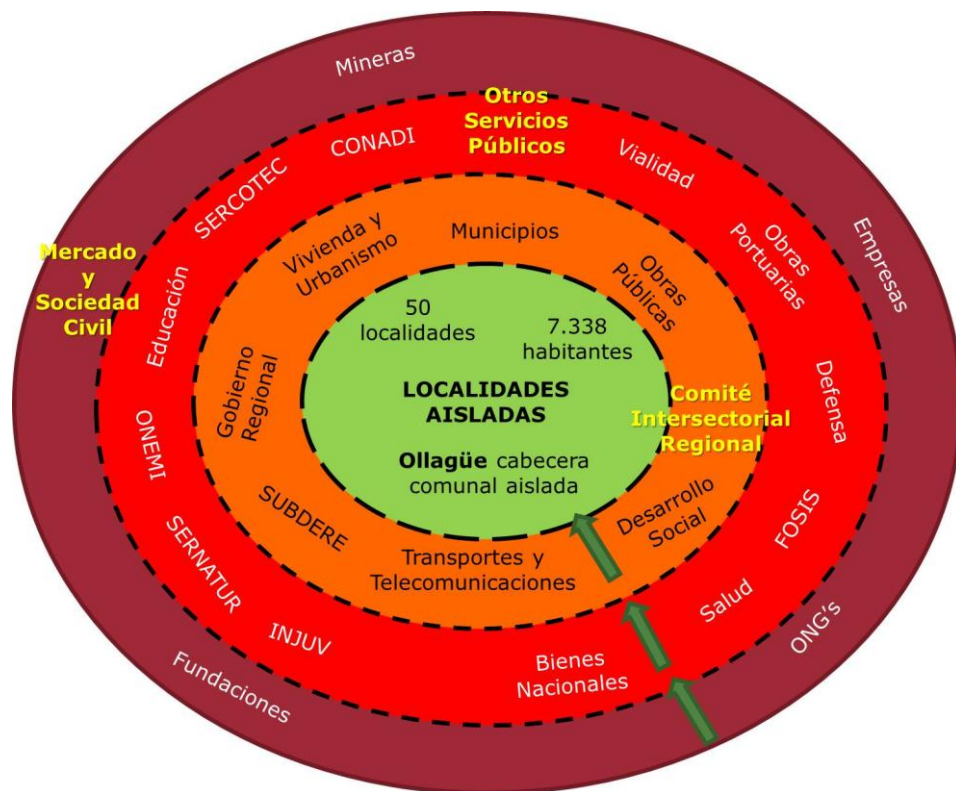 Mineras
Otros
Servicios
Públicos
CONADI
Vialidad
SERCOTEC
Obras
Portuarias
Empresas
Mercado
y
Sociedad
Civil
Educación
Vivienda y
Urbanismo
Municipios
Obras
Públicas
50
localidades
7.338
habitantes
LOCALIDADES
AISLADAS
Ollagüe cabecera
comunal aislada
Comité
Intersectorial
Regional
Gobierno
Regional
Defensa
ONEMI
SUBDERE
Transportes y
Telecomunicaciones
Desarrollo
Social
FOSIS
SERNATUR
INJUV
Bienes
Nacionales
Salud
ONG's
Fundaciones